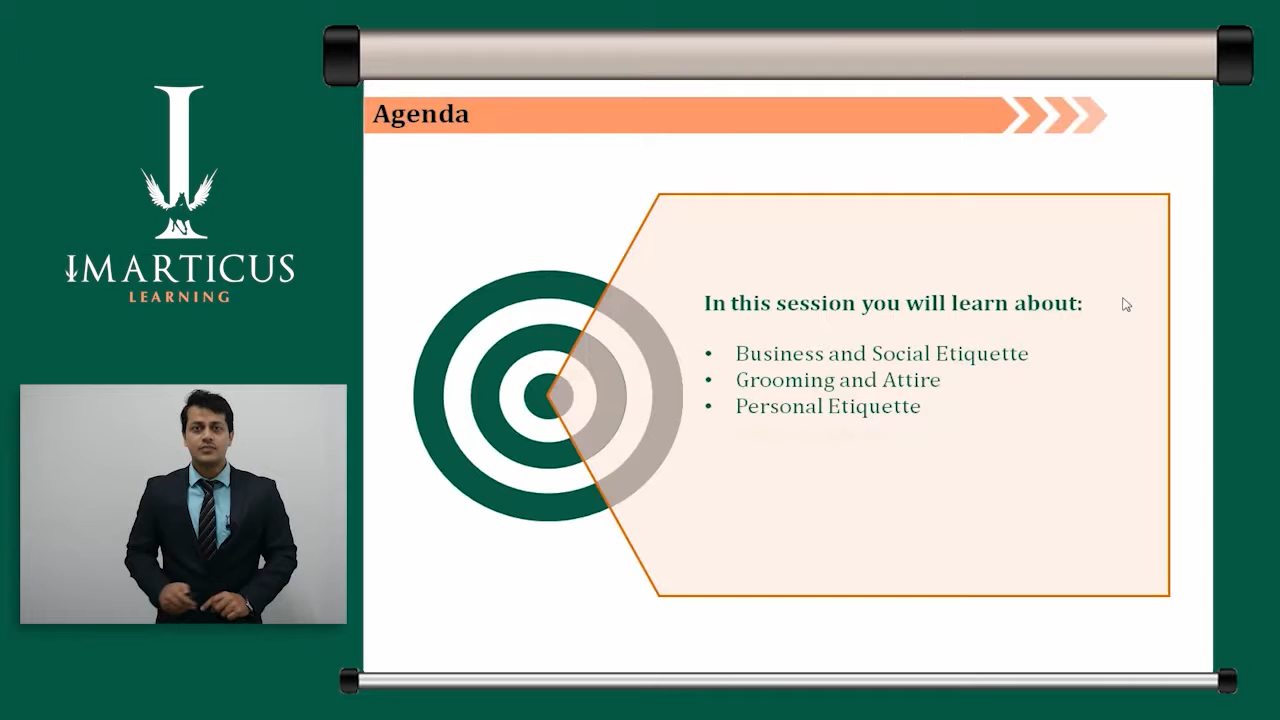 IMARTICUS
LEARNING
Agenda
In this session you will learn about:
• Business and Social Etiquette
• Grooming and Attire
• Personal Etiquette